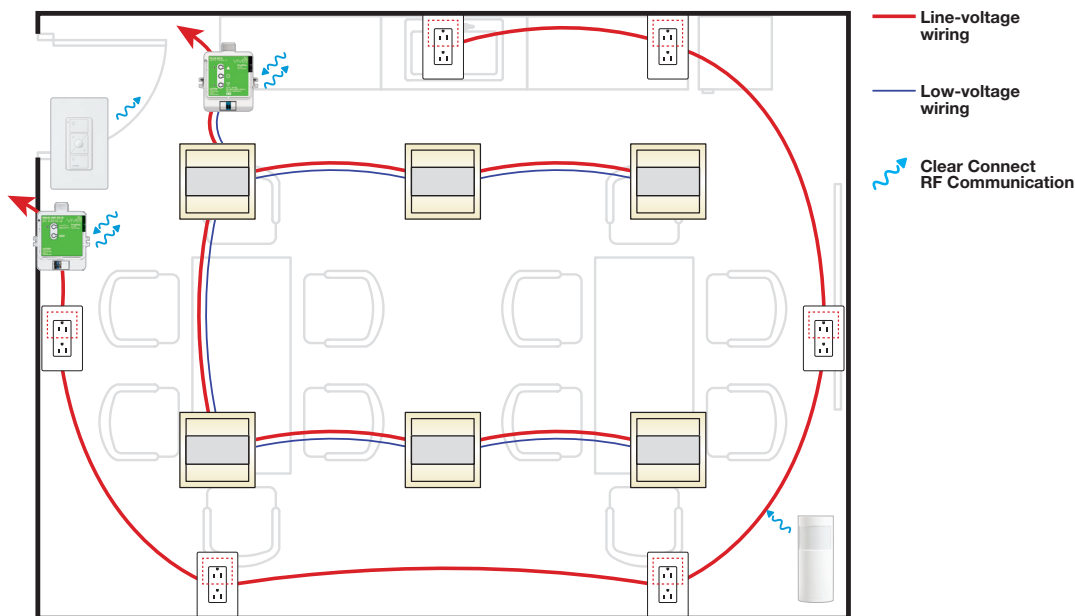 Line-voltage
wiring
Low-voltage
wiring
Clear Connect
RF Communication